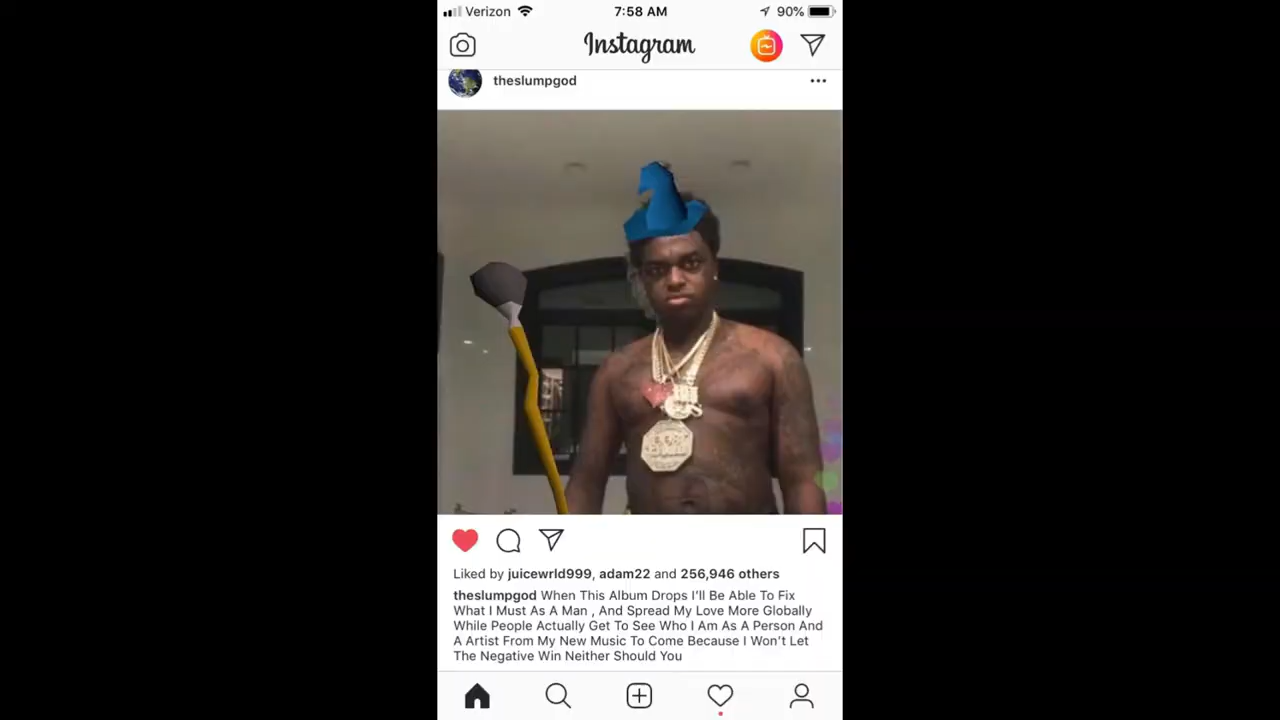 Verizon 7:58 AM 90%
Instagram
theslumpgod
Liked by juicewrld999, adam22 and 256,946 others
theslumpgod When This Album Drops I'll Be Able To Fix
What I Must As A Man , And Spread My Love More Globally
While People Actually Get To See Who I Am As A Person And
A Artist From My New Music To Come Because I Won't Let
The Negative Win Neither Should You